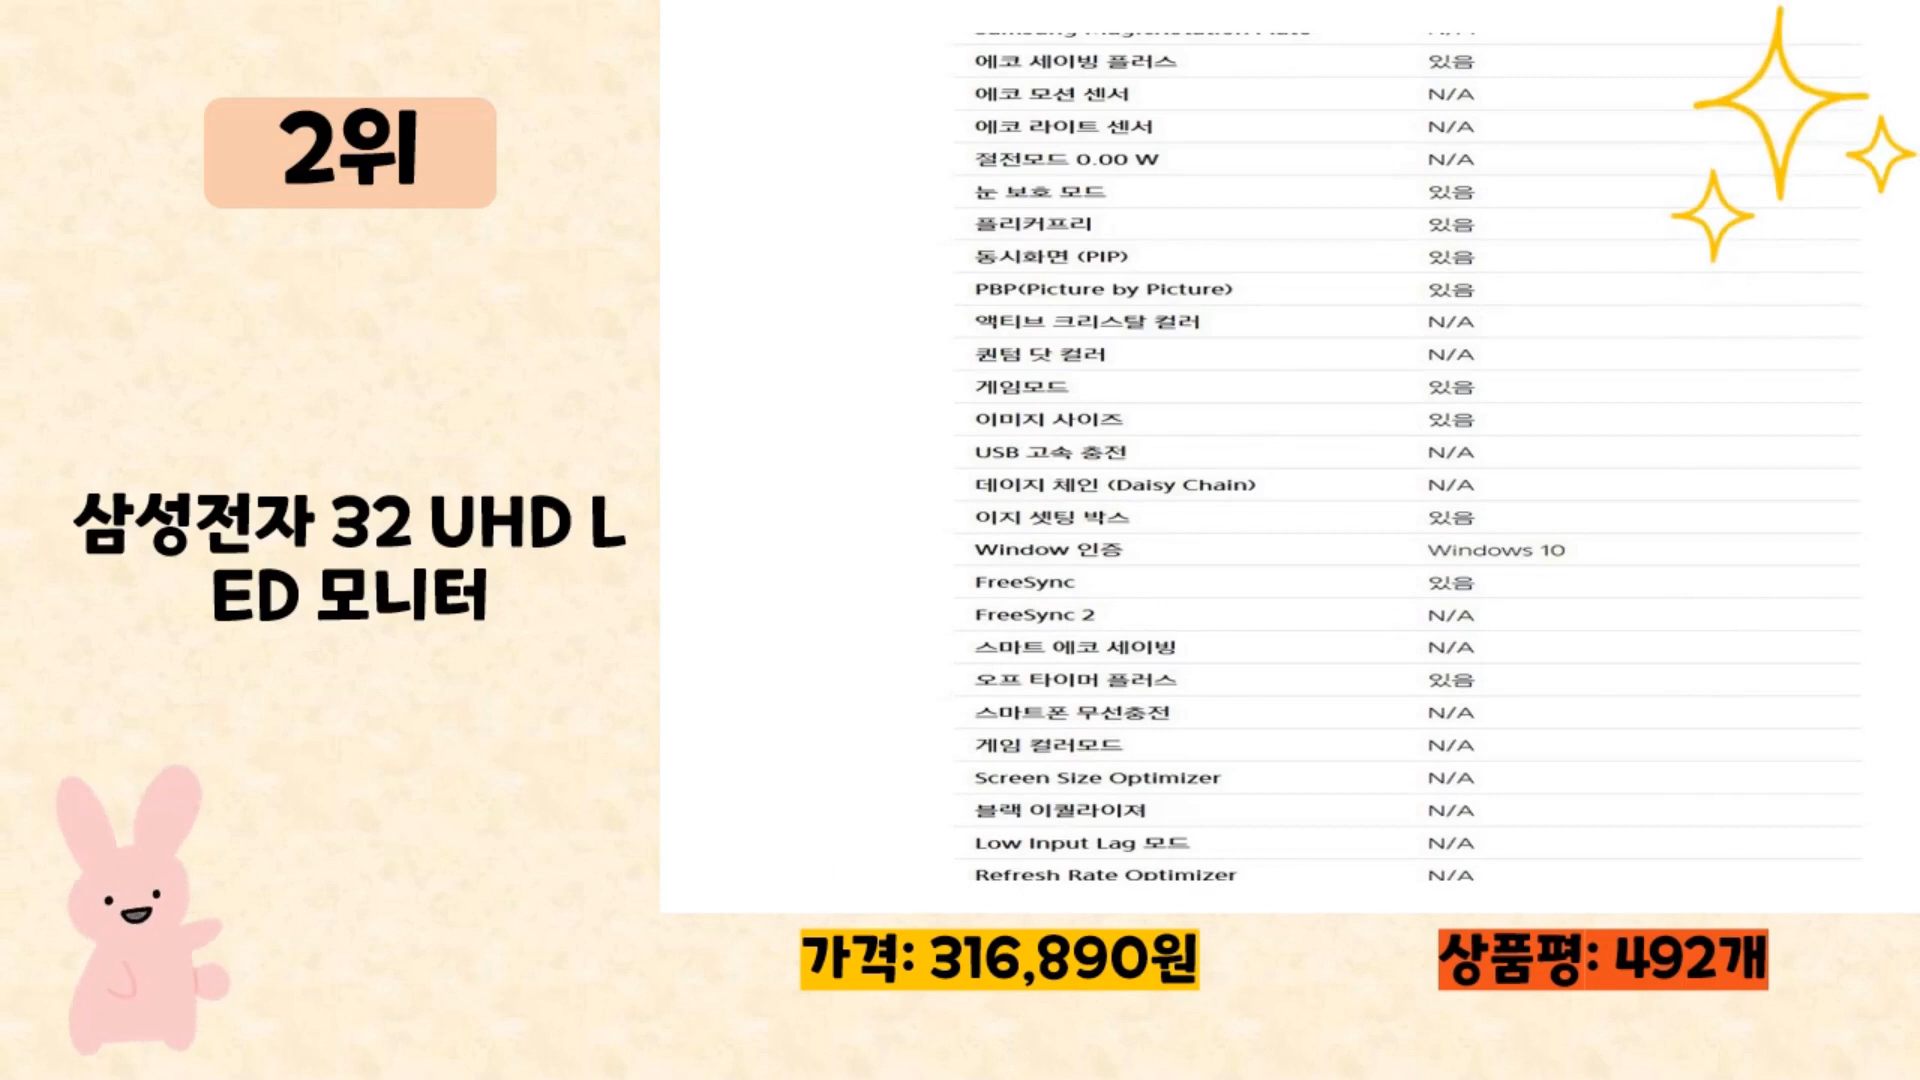 2위
삼성전자 32 UHD L
ED 모니터
에코 세이빙 플러스 있음
에코 모션 센서 N/A
에코 라이트 센서 N/A
절전모드 0.00 W N/A
눈 보호 모드 있음
플리커프리 있음
동시화면 (PIP) 있음
PBP(Picture by Picture) 있음
액티브 크리스탈 컬러 N/A
퀀텀 닷 컬러 N/A
게임모드 있음
이미지 사이즈 있음
USB 고속 충전 N/A
데이지 체인 (Daisy Chain) N/A
이지 셋팅 박스 있음
Window 인증 Windows 10
FreeSync 있음
FreeSync 2 N/A
스마트 에코 세이빙 N/A
오프 타이머 플러스 있음
스마트폰 무선충전 N/A
게임 컬러모드 N/A
Screen Size Optimizer N/A
블랙 이퀄라이져 N/A
Low Input Lag 모드 N/A
Refresh Rate Optimizer N/A
가격: 316,890원
상품평: 492개